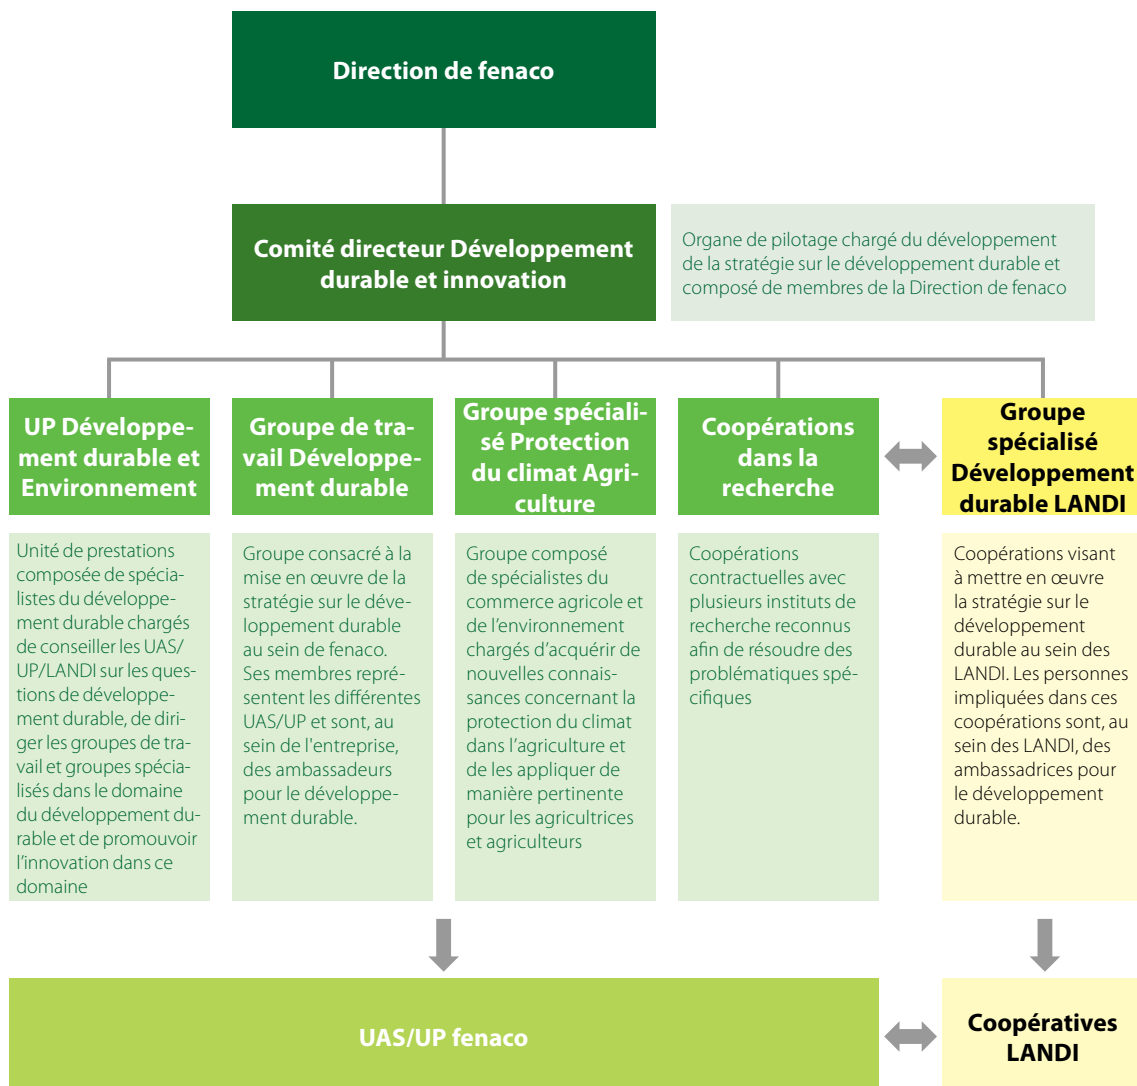 Direction de fenaco
Comité directeur Développement
durable et innovation
Organe de pilotage chargé du développement
de la stratégie sur le développement durable et
composé de membres de la Direction de fenaco
UP Développe-
ment durable et
Environnement
Unité de prestations
composée de spécia-
listes du développe-
ment durable chargés
de conseiller les UAS/
UP/LANDI sur les ques-
tions de développe-
ment durable, de diri-
ger les groupes de tra-
vail et groupes spécia-
lisés dans le domaine
du développement du-
rable et de promouvoir
l’innovation dans ce
domaine
Groupe de tra-
vail Développe-
ment durable
Groupe consacré à la
mise en œuvre de la
stratégie sur le déve-
loppement durable
au sein de fenaco.
Ses membres repré-
sentent les différentes
UAS/UP et sont, au
sein de l'entreprise,
des ambassadeurs
pour le développe-
ment durable.
Groupe spéciali-
sé Protection
du climat Agri-
culture
Groupe composé
de spécialistes du
commerce agricole et
de l’environnement
chargés d’acquérir de
nouvelles connais-
sances concernant la
protection du climat
dans l’agriculture et
de les appliquer de
manière pertinente
pour les agricultrices
et agriculteurs
Coopérations
dans la
recherche
Coopérations
contractuelles avec
plusieurs instituts de
recherche reconnus
afin de résoudre des
problématiques spé-
cifiques
Groupe
spécialisé
Développement
durable LANDI
Coopérations visant
à mettre en œuvre
la stratégie sur le
développement
durable au sein des
LANDI. Les personnes
impliquées dans ces
coopérations sont, au
sein des LANDI, des
ambassadrices pour
le développement
durable.
UAS/UP fenaco
Coopératives
LANDI